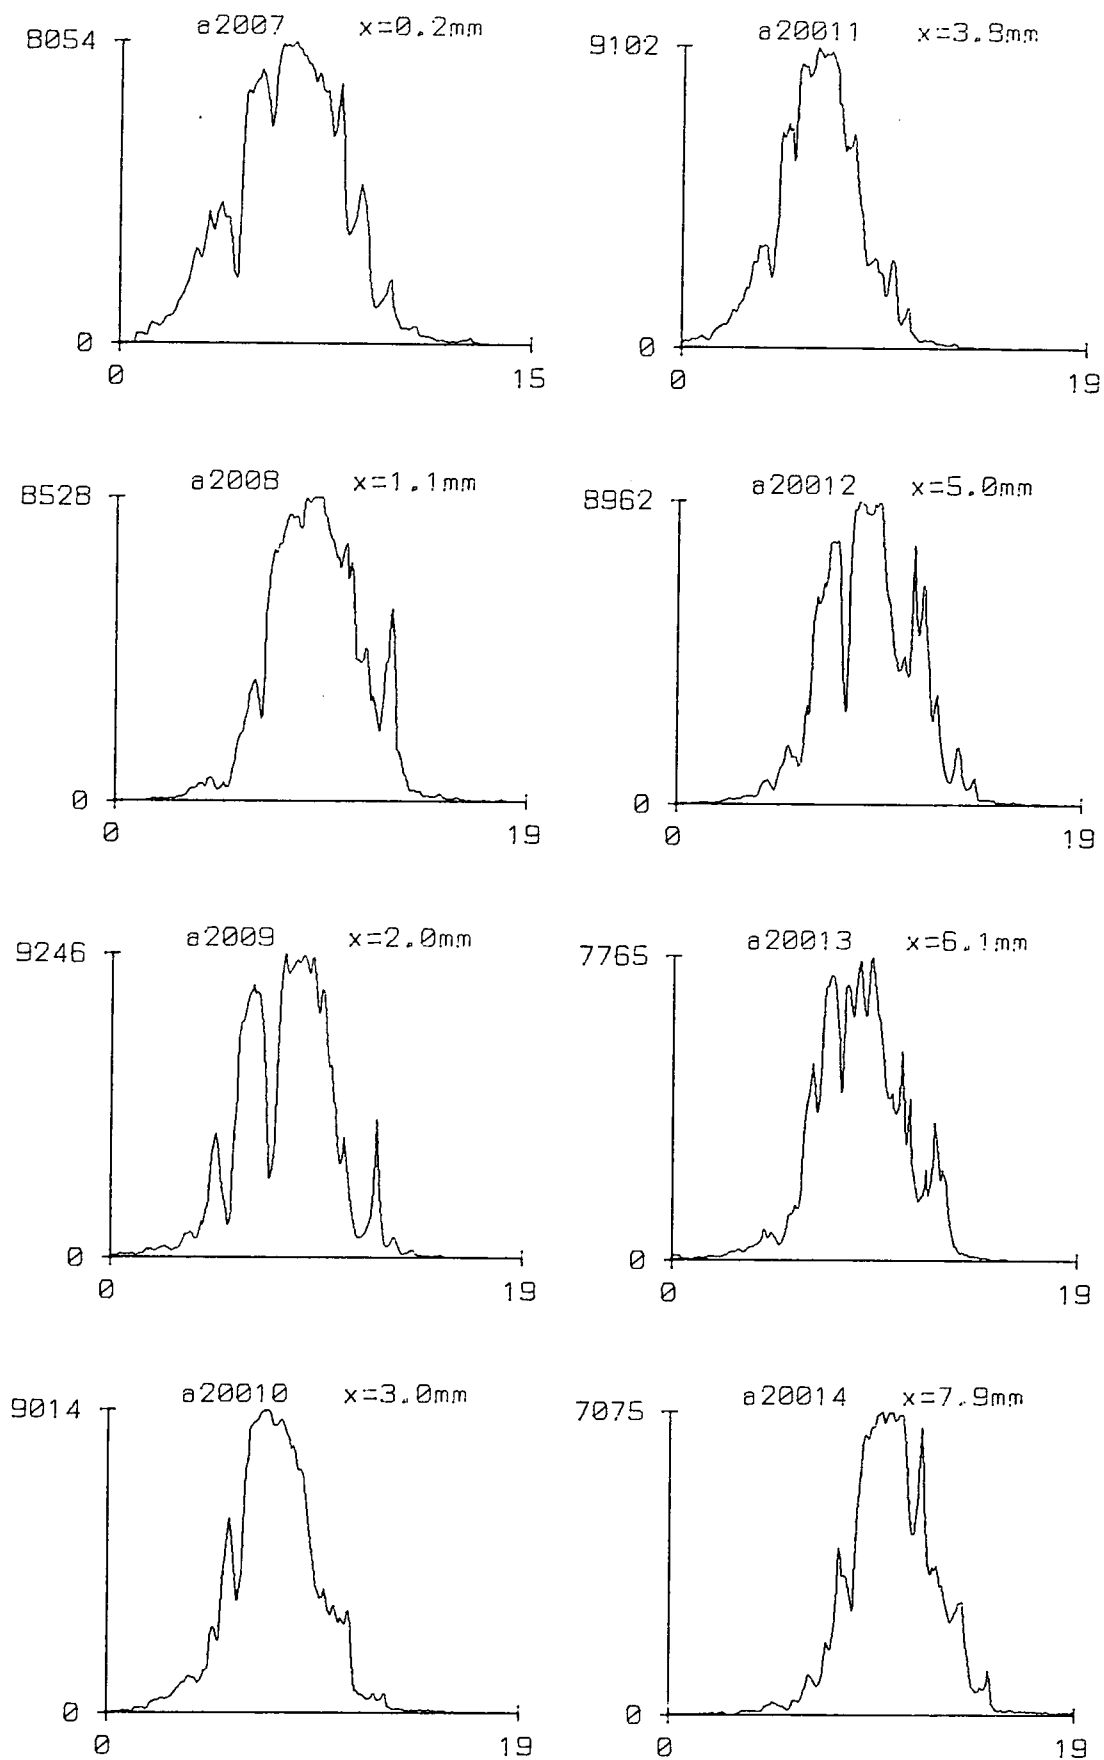 8054 a2007 x=0.2mm
0
0 15
9102 a20011 x=3.9mm
0
0 19
8528 a2008 x=1.1mm
0
0 19
8962 a20012 x=5.0mm
0
0 19
9246 a2009 x=2.0mm
0
0 19
7765 a20013 x=6.1mm
0
0 19
9014 a20010 x=3.0mm
0
0 19
7075 a20014 x=7.9mm
0
0 19